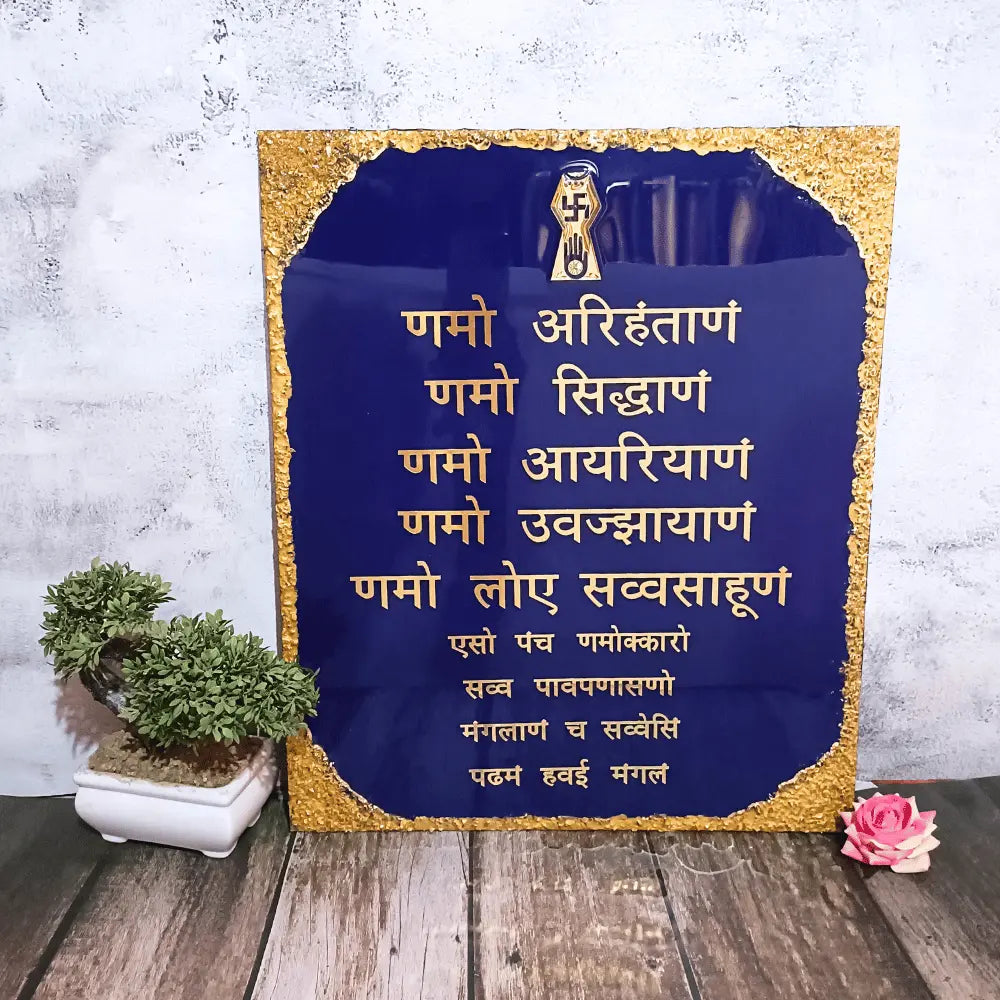 णमो अरिहंताणं
णमो सिद्धाणं
णमो आयरियाणं
णमो उवज्झायाणं
णमो लोए सव्वसाहूणं
एसो पंच णमोक्कारो
सव्व पावपणासणो
मंगलाणं च सव्वेसिं
पढमं हवई मंगलं